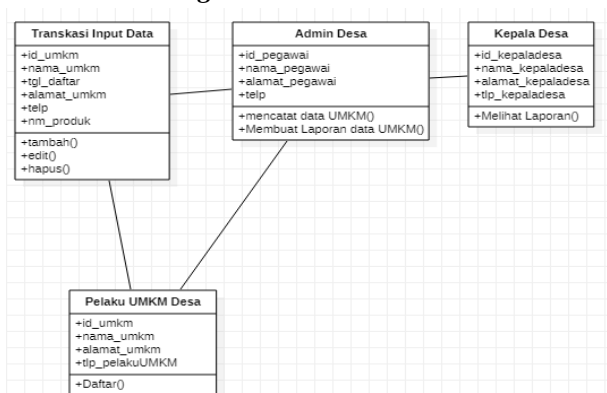 Transkasi Input Data
+id_umkm
+nama_umkm
+tgl_daftar
+alamat_umkm
+telp
+nm_produk
+tambah()
+edit()
+hapus()
Admin Desa
+id_pegawai
+nama_pegawai
+alamat_pegawai
+telp
+mencatat data UMKM()
+Membuat Laporan data UMKM()
Kepala Desa
+id_kepaladesa
+nama_kepaladesa
+alamat_kepaladesa
+tlp_kepaladesa
+Melihat Laporan()
Pelaku UMKM Desa
+id_umkm
+nama_umkm
+alamat_umkm
+tlp_pelakuUMKM
+Daftar()